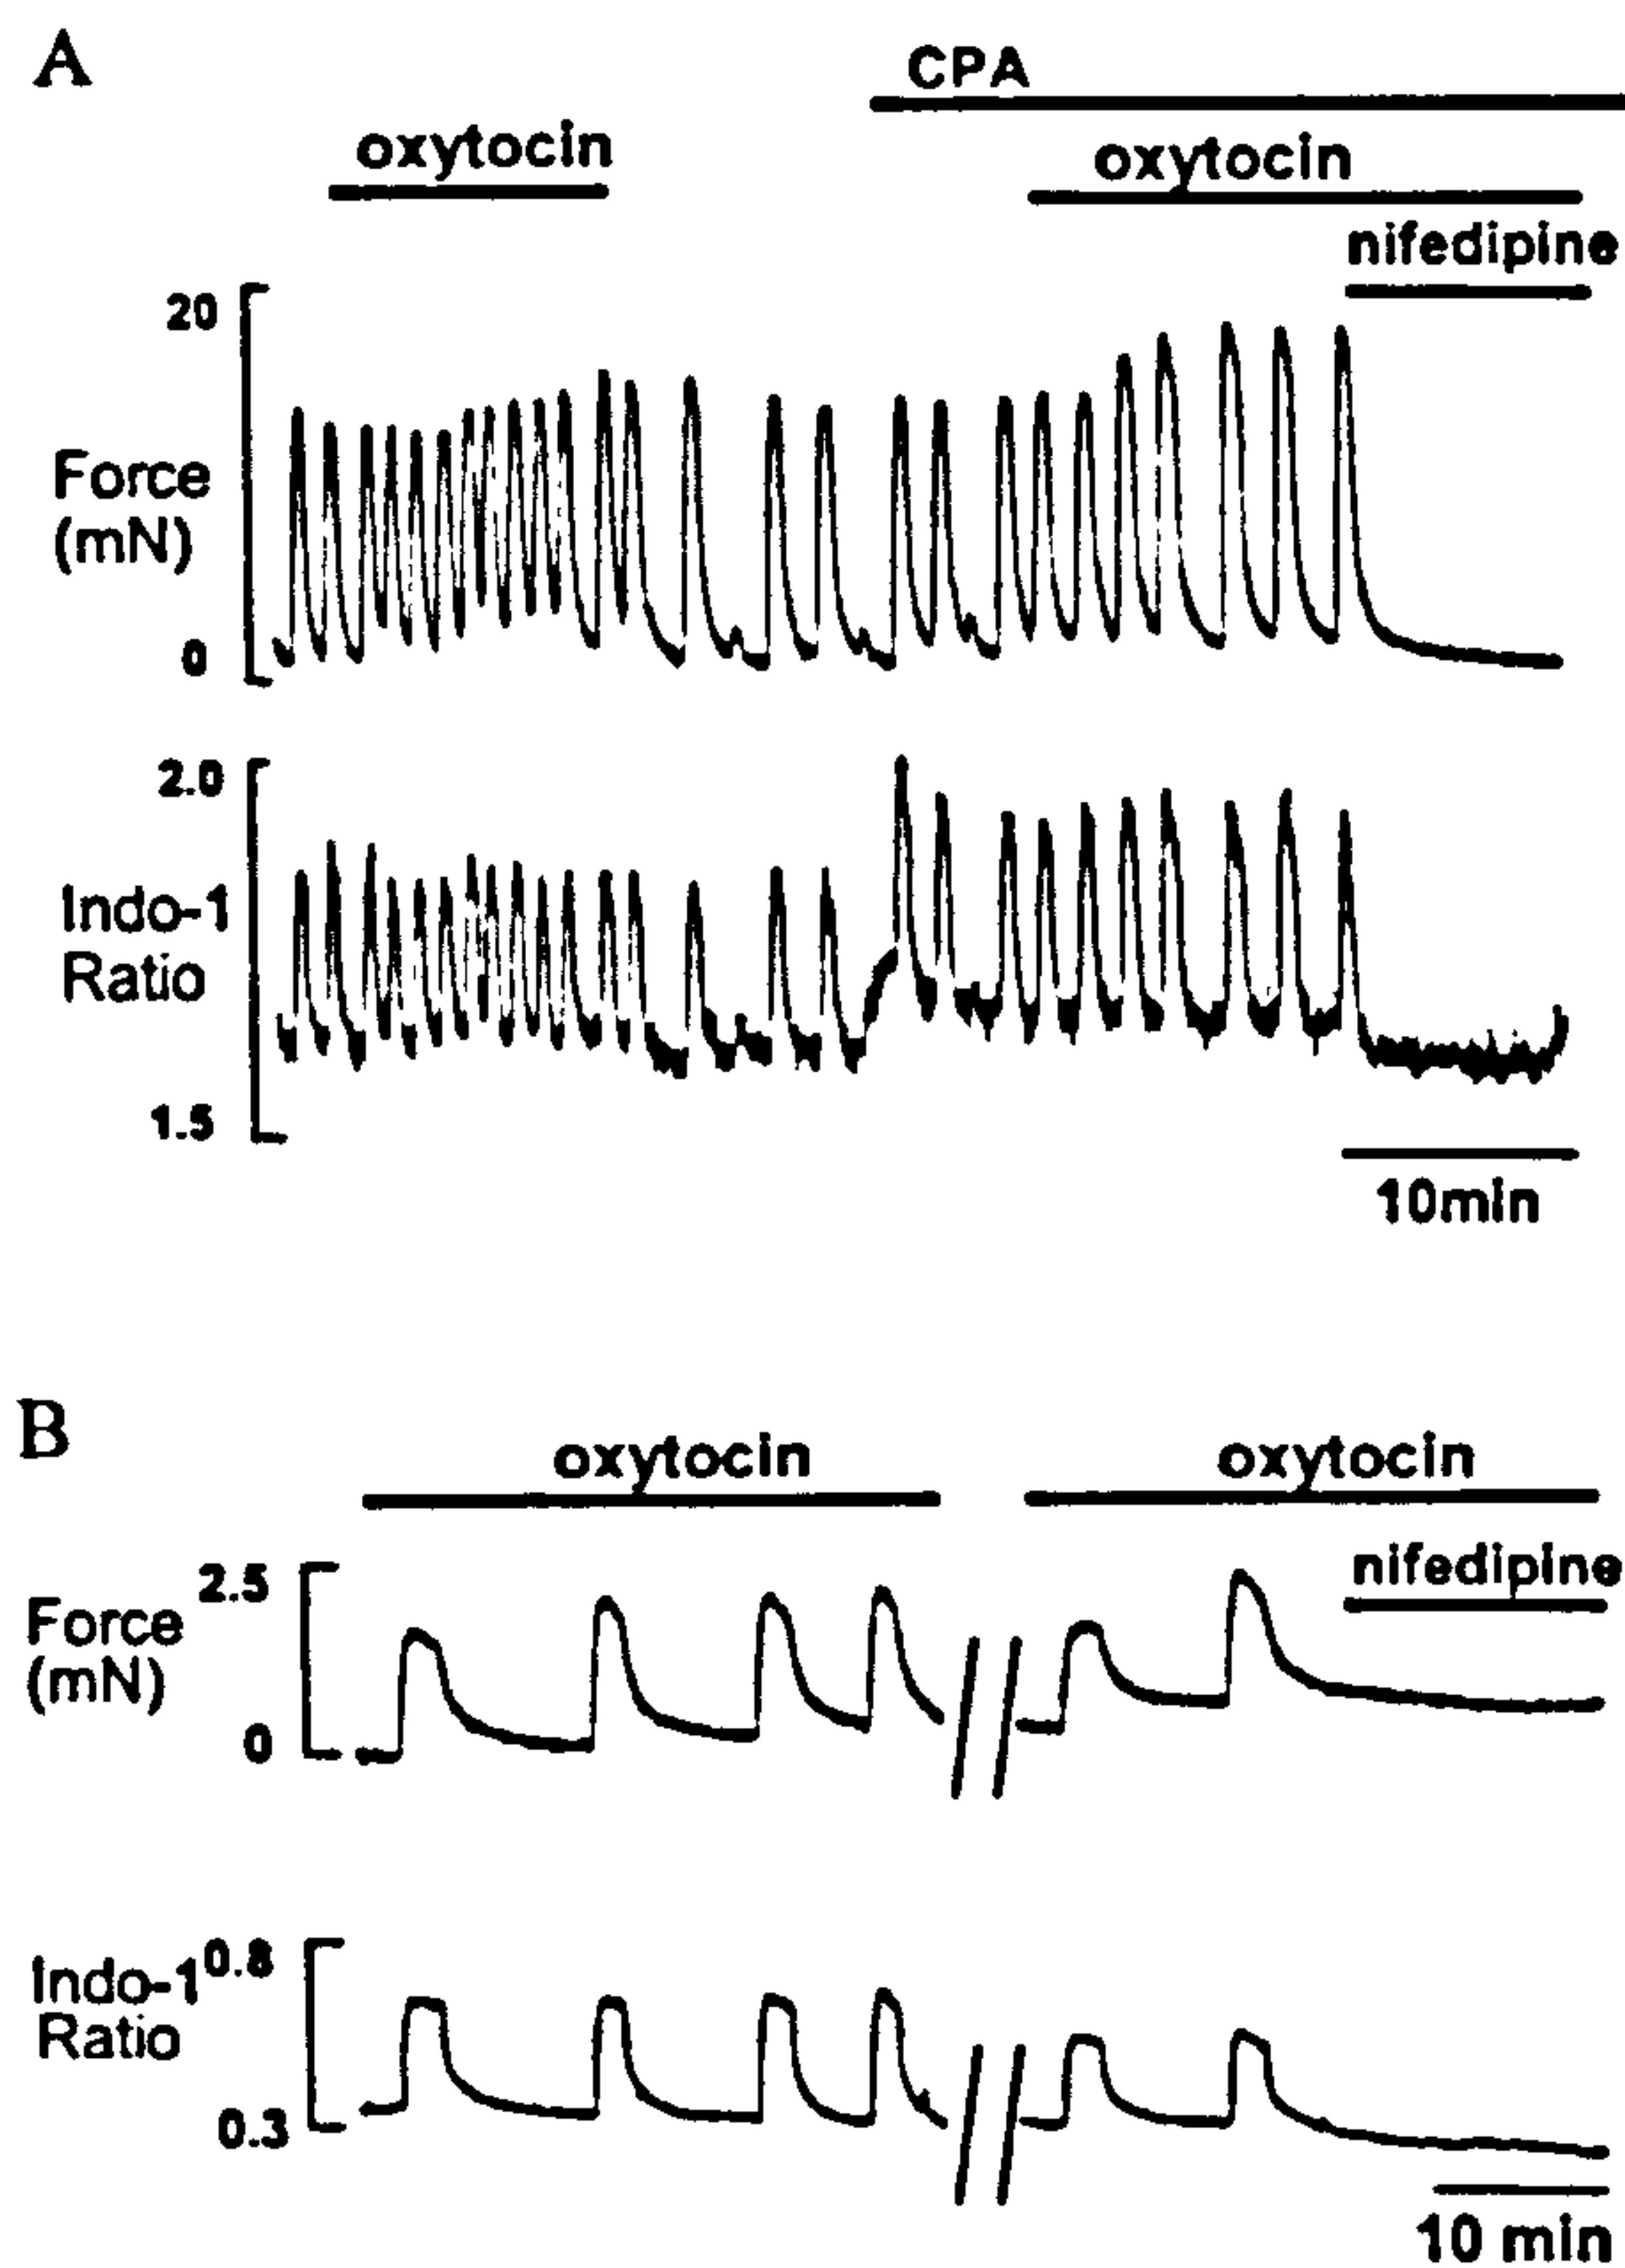 A
CPA
oxytocin
oxytocin
nifedipine
20
Force
(mN)
0
2.0
Indo-1
Ratio
1.5
10min
B
oxytocin
oxytocin
2.5
nifedipine
Force
(mN)
0
Indo-1 0.8
Ratio
0.3
10 min